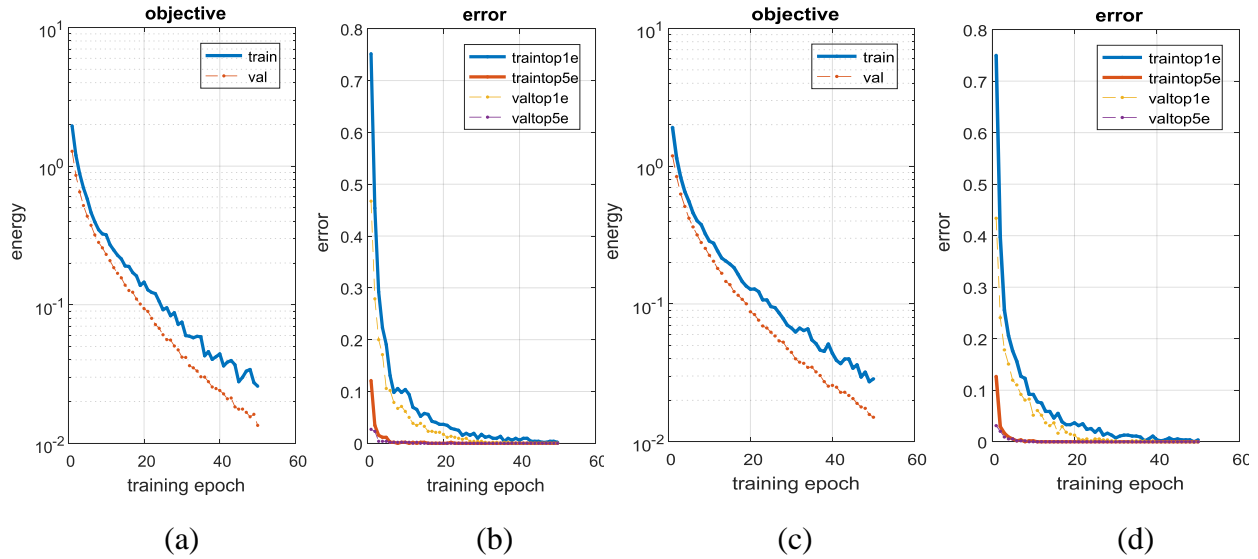 objective
10^1
10^0
10^-1
10^-2
energy
0
20
40
60
training epoch
train
val
(a)
error
0.8
0.7
0.6
0.5
0.4
0.3
0.2
0.1
0
error
0
20
40
60
training epoch
traintop1e
traintop5e
valtop1e
valtop5e
(b)
objective
10^1
10^0
10^-1
10^-2
energy
0
20
40
60
training epoch
train
val
(c)
error
0.8
0.7
0.6
0.5
0.4
0.3
0.2
0.1
0
error
0
20
40
60
training epoch
traintop1e
traintop5e
valtop1e
valtop5e
(d)